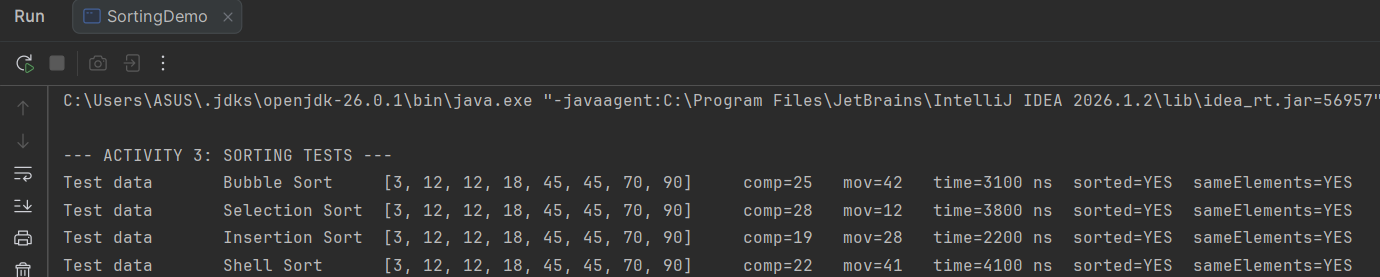 Run SortingDemo
C:\Users\ASUS\.jdks\openjdk-26.0.1\bin\java.exe "-javaagent:C:\Program Files\JetBrains\IntelliJ IDEA 2026.1.2\lib\idea_rt.jar=56957"
--- ACTIVITY 3: SORTING TESTS ---
Test data Bubble Sort [3, 12, 12, 18, 45, 45, 70, 90] comp=25 mov=42 time=3100 ns sorted=YES sameElements=YES
Test data Selection Sort [3, 12, 12, 18, 45, 45, 70, 90] comp=28 mov=12 time=3800 ns sorted=YES sameElements=YES
Test data Insertion Sort [3, 12, 12, 18, 45, 45, 70, 90] comp=19 mov=28 time=2200 ns sorted=YES sameElements=YES
Test data Shell Sort [3, 12, 12, 18, 45, 45, 70, 90] comp=22 mov=41 time=4100 ns sorted=YES sameElements=YES